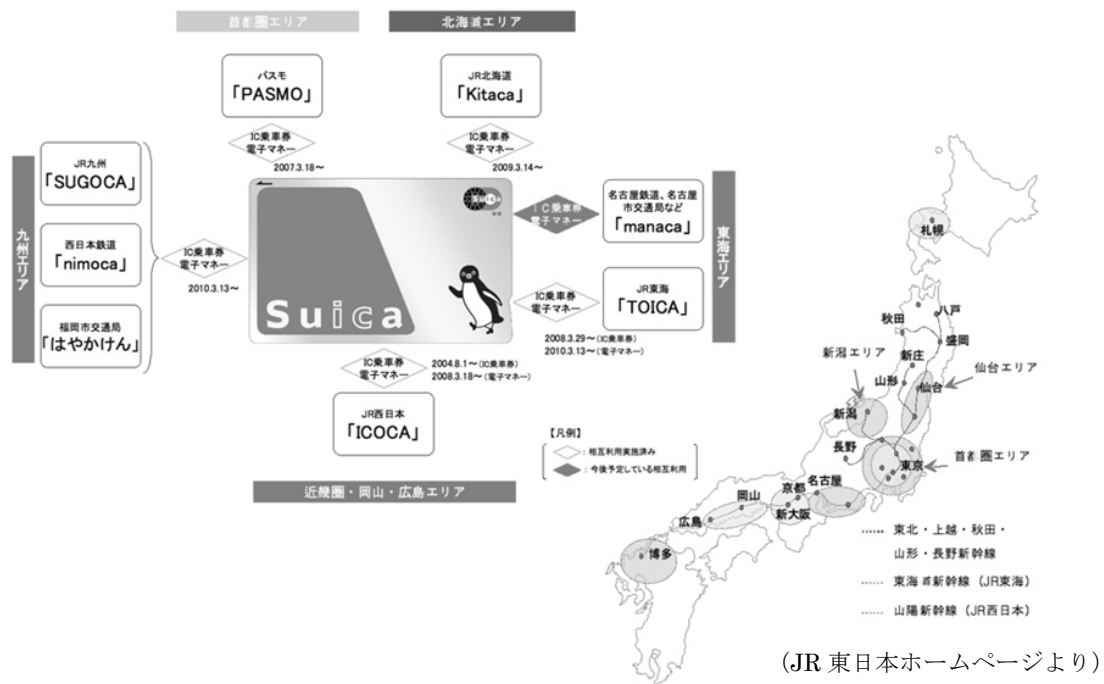 首都圏エリア
北海道エリア
パスモ
「PASMO」
IC乗車券
電子マネー
2007.3.18～
JR北海道
「Kitaca」
IC乗車券
電子マネー
2009.3.14～
九州エリア
JR九州
「SUGOCA」
西日本鉄道
「nimoca」
福岡市交通局
「はやかけん」
IC乗車券
電子マネー
2010.3.13～
Suica
Suica
IC乗車券
電子マネー
名古屋鉄道、名古屋
市交通局など
「manaca」
東海エリア
IC乗車券
電子マネー
JR東海
「TOICA」
2008.3.29～(IC乗車券)
2010.3.13～(電子マネー)
IC乗車券
電子マネー
2004.8.1～(IC乗車券)
2008.3.18～(電子マネー)
JR西日本
「ICOCA」
近畿圏・岡山・広島エリア
【凡例】
：相互利用実施済み
：今後予定している相互利用
札幌
八戸
秋田
盛岡
新庄
新潟エリア
山形
仙台
仙台エリア
新潟
長野
東京
首都圏エリア
名古屋
京都
岡山
新大阪
広島
博多
東北・上越・秋田・
山形・長野新幹線
東海道新幹線（JR東海）
山陽新幹線（JR西日本）
（JR 東日本ホームページより）